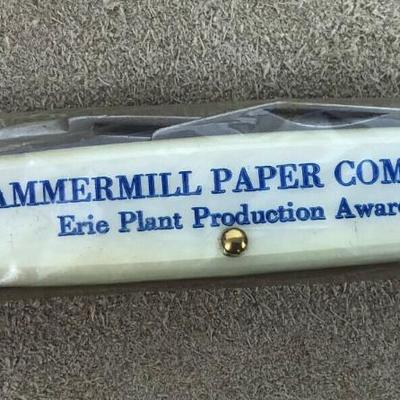 AMMERMILL PAPER COM
Erie Plant Production Awar